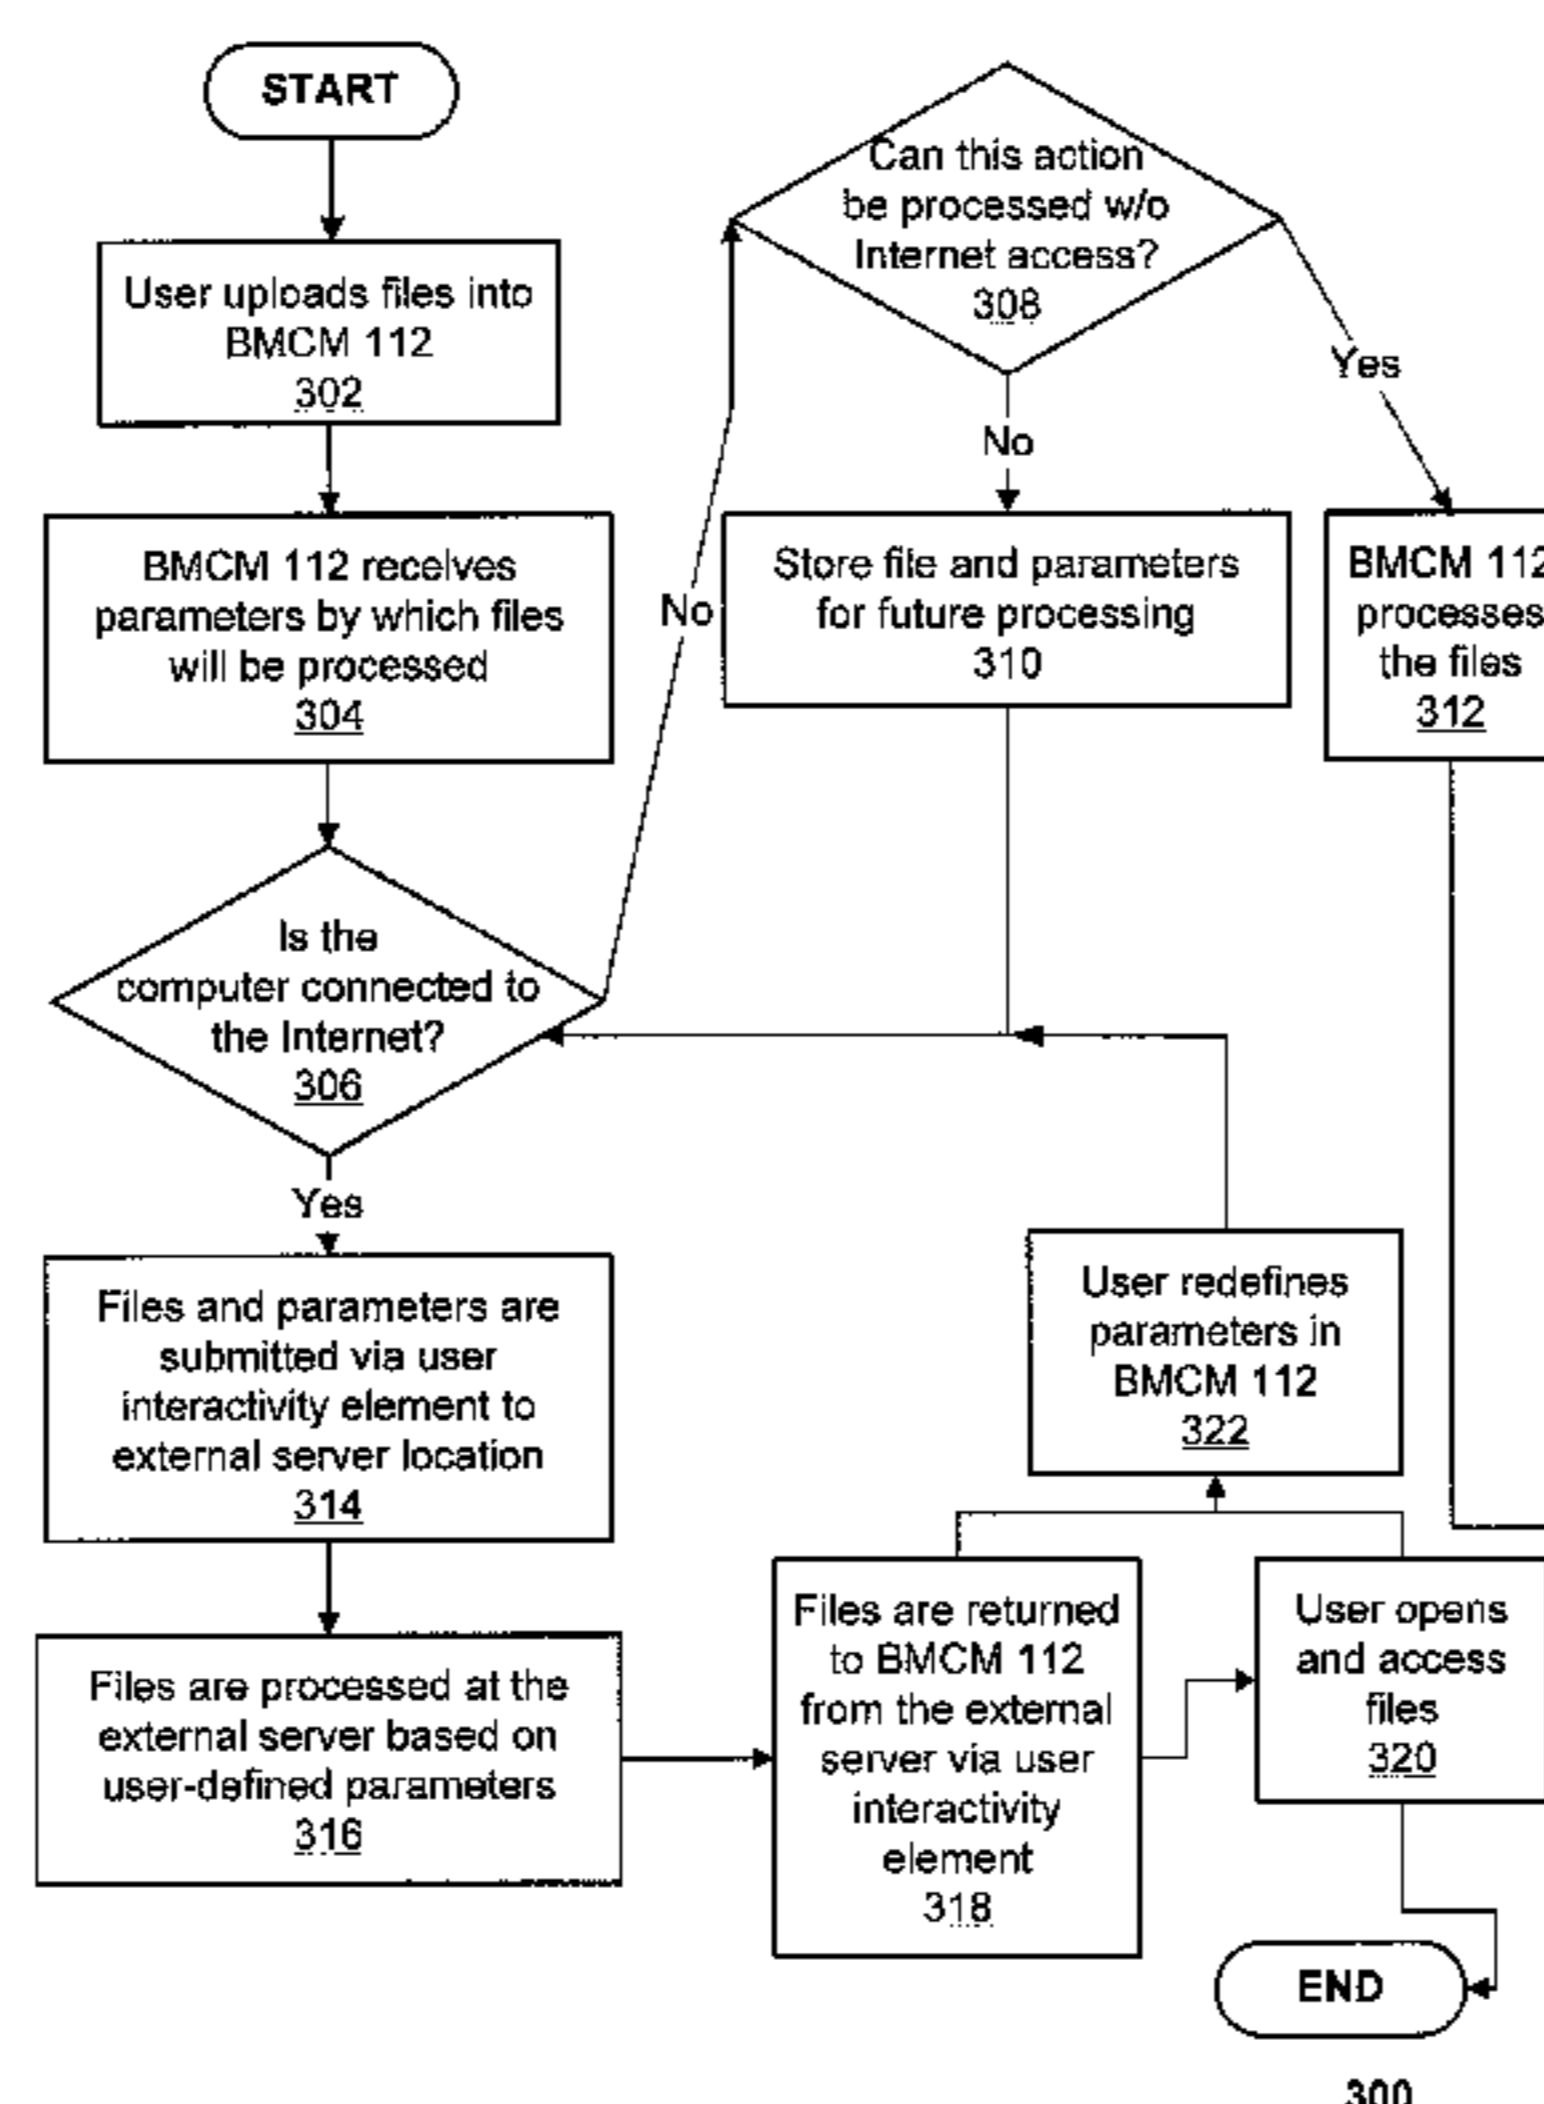 START
User uploads files into
BMCM 112
302
BMCM 112 receives
parameters by which files
will be processed
304
Is the
computer connected to
the Internet?
306
Yes
No
Files and parameters are
submitted via user
interactivity element to
external server location
314
Files are processed at the
external server based on
user-defined parameters
316
Can this action
be processed w/o
Internet access?
308
No
Yes
Store file and parameters
for future processing
310
BMCM 112
processes
the files
312
User redefines
parameters in
BMCM 112
322
Files are returned
to BMCM 112
from the external
server via user
interactivity
element
318
User opens
and access
files
320
END
300